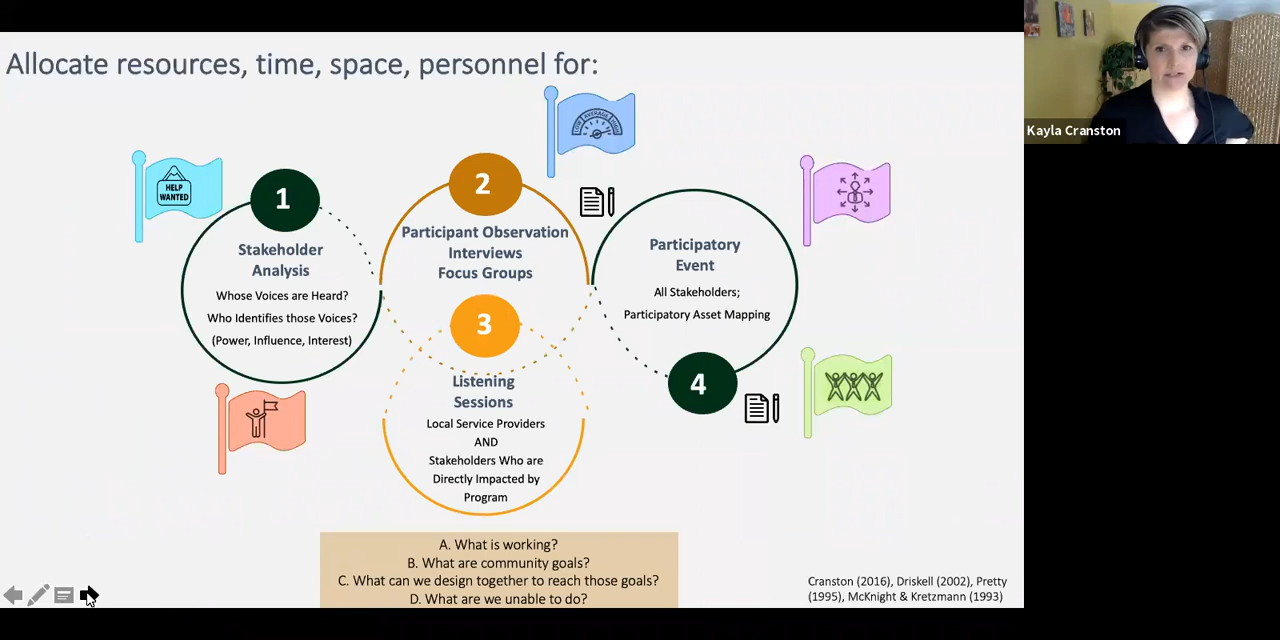 Allocate resources, time, space, personnel for:
Kayla Cranston
HELP
WANTED
LOW AVERAGE
1
Stakeholder
Analysis
Whose Voices are Heard?
Who Identifies those Voices?
(Power, Influence, Interest)
2
Participant Observation
Interviews
Focus Groups
3
Listening
Sessions
Local Service Providers
AND
Stakeholders Who are
Directly Impacted by
Program
Participatory
Event
All Stakeholders;
Participatory Asset Mapping
4
A. What is working?
B. What are community goals?
C. What can we design together to reach those goals?
D. What are we unable to do?
Cranston (2016), Driskell (2002), Pretty
(1995), McKnight & Kretzmann (1993)